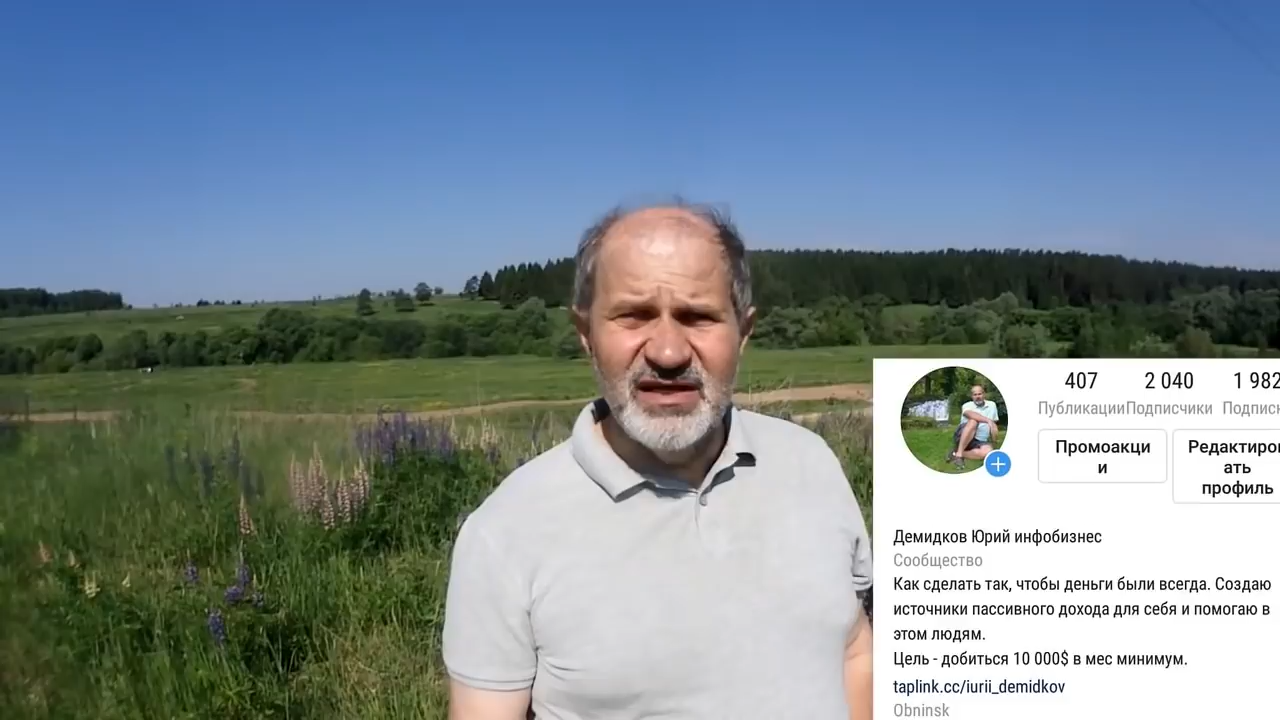 407 2 040 1 982
Публикации Подписчики Подписк
Промоакци
и
Редактиров
ать
профиль
Демидков Юрий инфобизнес
Сообщество
Как сделать так, чтобы деньги были всегда. Создаю
источники пассивного дохода для себя и помогаю в
этом людям.
Цель - добиться 10 000$ в мес минимум.
taplink.cc/iurii_demidkov
Obninsk